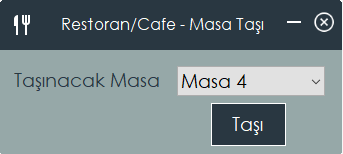 Restoran/Cafe - Masa Taşı
Taşınacak Masa
Masa 4
Taşı